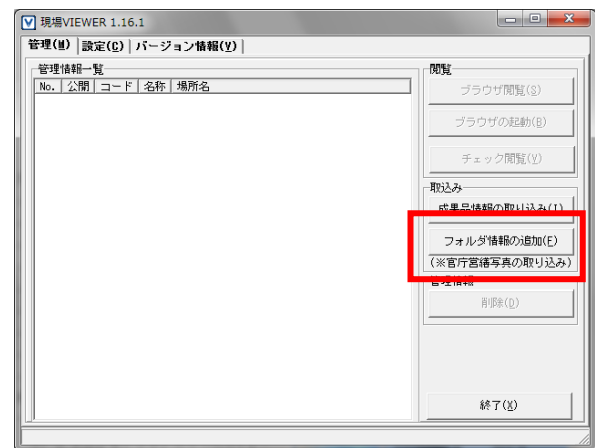 現場VIEWER 1.16.1
管理(M) 設定(C) バージョン情報(V)
管理情報一覧
No. 公開 コード 名称 場所名
閲覧
ブラウザ閲覧(S)
ブラウザの起動(B)
チェック閲覧(V)
取込み
成果品情報の取り込み(I)
フォルダ情報の追加(F)
(※官庁営繕写真の取り込み)
管理情報
削除(D)
終了(X)